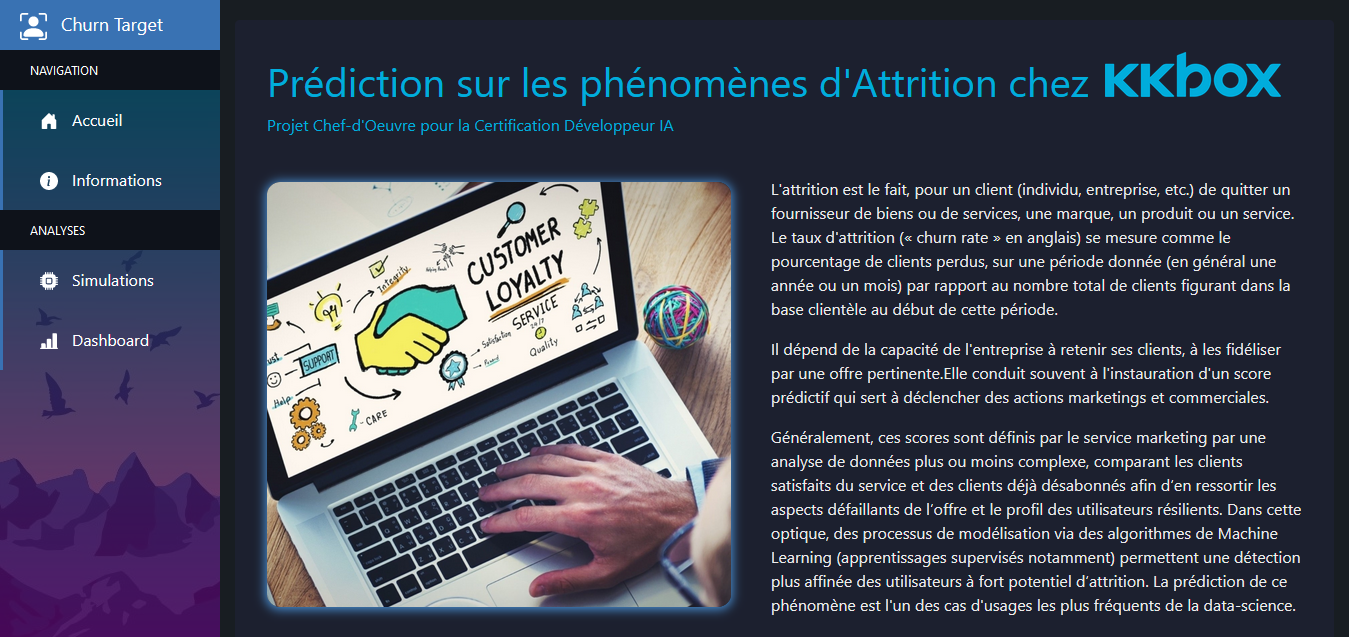 Churn Target
NAVIGATION
Accueil
Informations
ANALYSES
Simulations
Dashboard
Prédiction sur les phénomènes d'Attrition chez KKBOX
Projet Chef-d'Oeuvre pour la Certification Développeur IA
CUSTOMER
LOYALTY
SERVICE
24/7
Integrity
Helping Hands
Satisfaction
Quality
SUPPORT
Help
CARE
L'attrition est le fait, pour un client (individu, entreprise, etc.) de quitter un
fournisseur de biens ou de services, une marque, un produit ou un service.
Le taux d'attrition (« churn rate » en anglais) se mesure comme le
pourcentage de clients perdus, sur une période donnée (en général une
année ou un mois) par rapport au nombre total de clients figurant dans la
base clientèle au début de cette période.
Il dépend de la capacité de l'entreprise à retenir ses clients, à les fidéliser
par une offre pertinente.Elle conduit souvent à l'instauration d'un score
prédictif qui sert à déclencher des actions marketings et commerciales.
Généralement, ces scores sont définis par le service marketing par une
analyse de données plus ou moins complexe, comparant les clients
satisfaits du service et des clients déjà désabonnés afin d’en ressortir les
aspects défaillants de l’offre et le profil des utilisateurs résilients. Dans cette
optique, des processus de modélisation via des algorithmes de Machine
Learning (apprentissages supervisés notamment) permettent une détection
plus affinée des utilisateurs à fort potentiel d’attrition. La prédiction de ce
phénomène est l'un des cas d'usages les plus fréquents de la data-science.